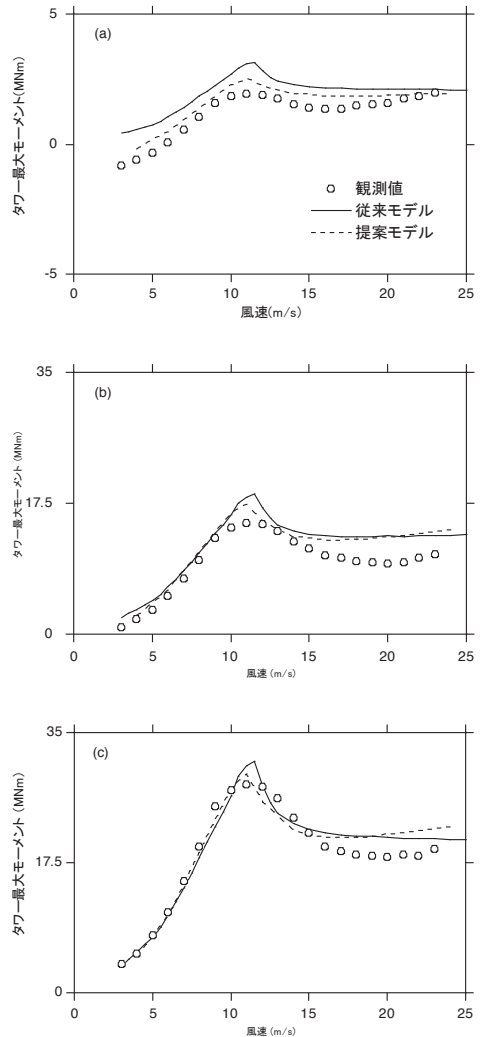 (a)
タワー最大モーメント(MNm)
5
0
-5
観測値
従来モデル
提案モデル
0 5 10 15 20 25
風速(m/s)
(b)
タワー最大モーメント (MNm)
35
17.5
0
0 5 10 15 20 25
風速 (m/s)
(c)
タワー最大モーメント (MNm)
35
17.5
0
0 5 10 15 20 25
風速 (m/s)